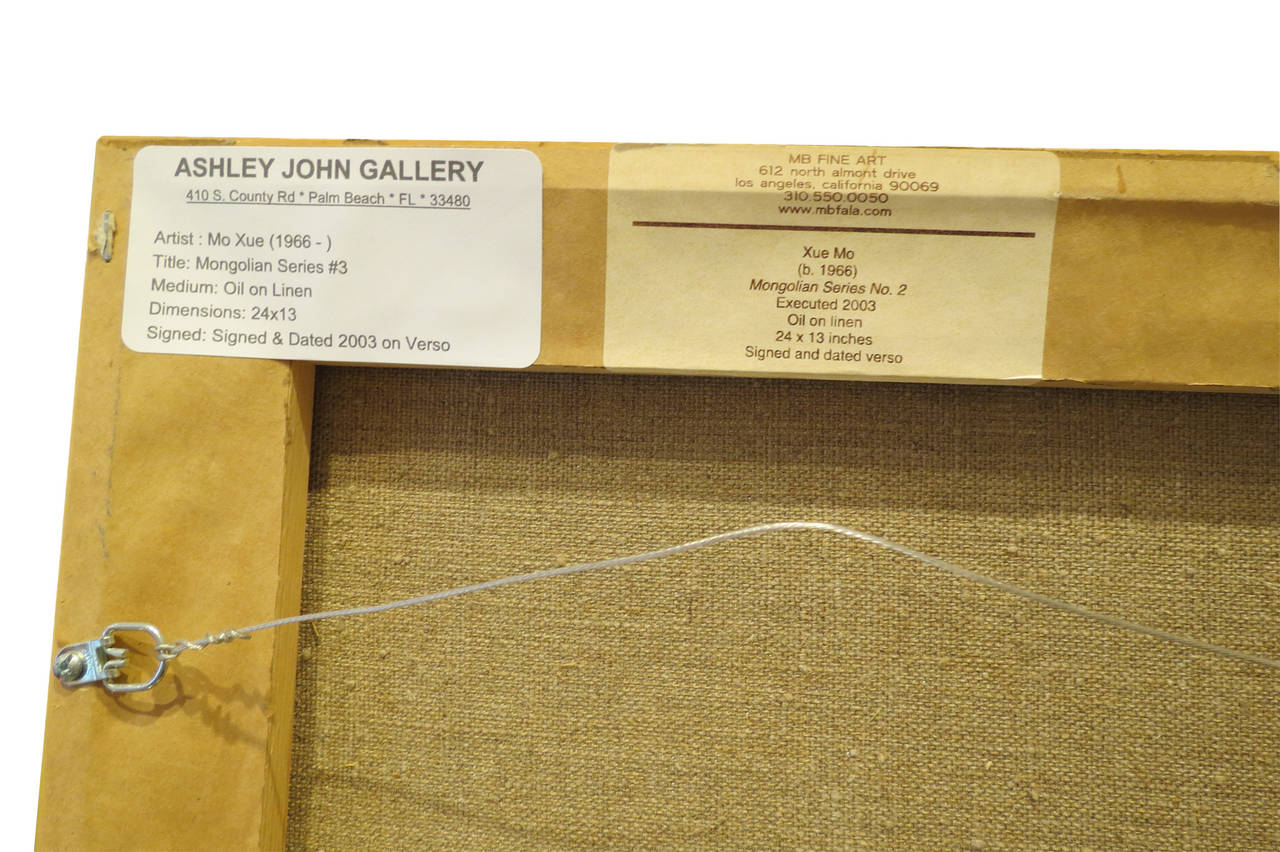 ASHLEY JOHN GALLERY
410 S. County Rd * Palm Beach * FL * 33480
Artist : Mo Xue (1966 - )
Title: Mongolian Series #3
Medium: Oil on Linen
Dimensions: 24x13
Signed: Signed & Dated 2003 on Verso
MB FINE ART
612 north almont drive
los angeles, california 90069
310.550.0050
www.mbfala.com
Xue Mo
(b. 1966)
Mongolian Series No. 2
Executed 2003
Oil on linen
24 x 13 inches
Signed and dated verso